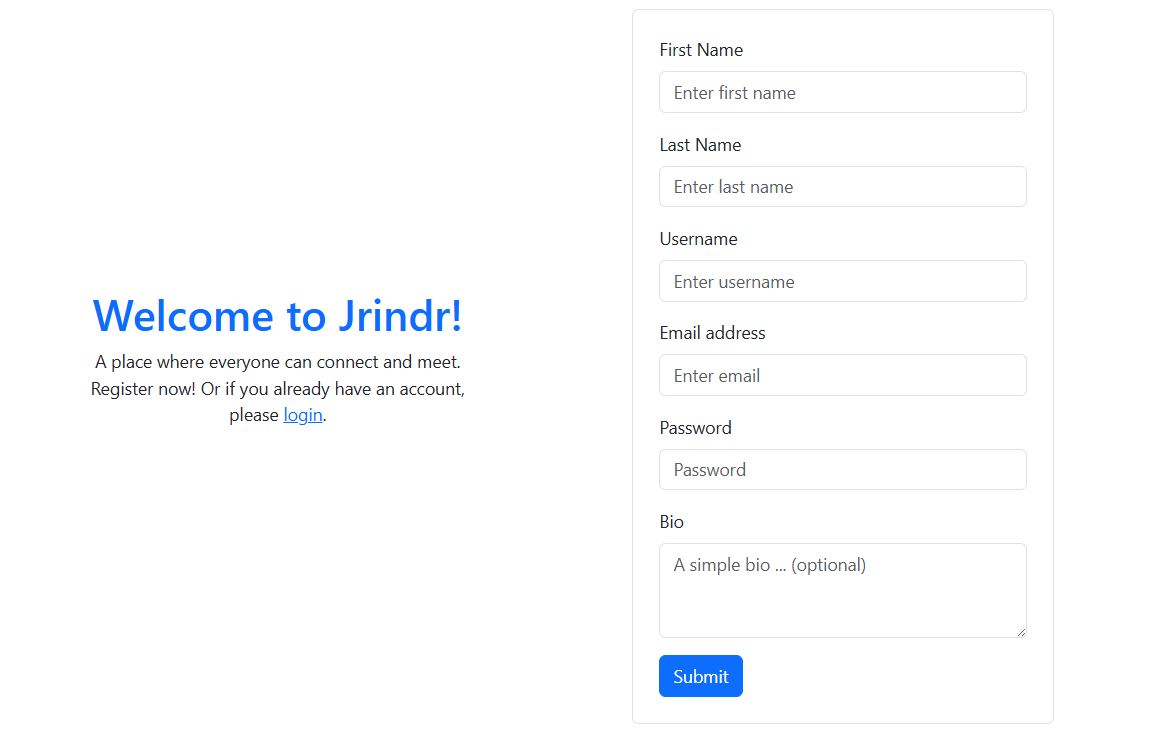 Welcome to Jrindr!
A place where everyone can connect and meet.
Register now! Or if you already have an account,
please login.
First Name
Enter first name
Last Name
Enter last name
Username
Enter username
Email address
Enter email
Password
Password
Bio
A simple bio ... (optional)
Submit